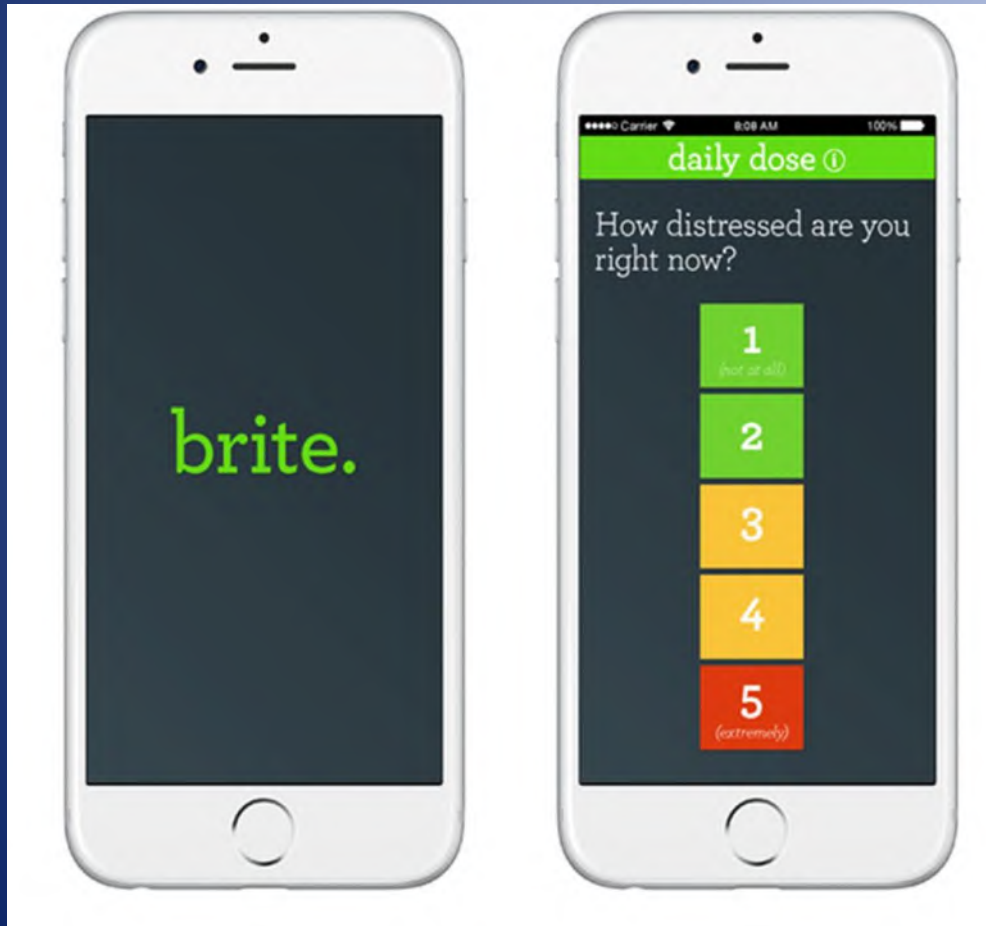 brite.
Carrier 8:08 AM 100%
daily dose
How distressed are you
right now?
1
(not at all)
2
3
4
5
(extremely)